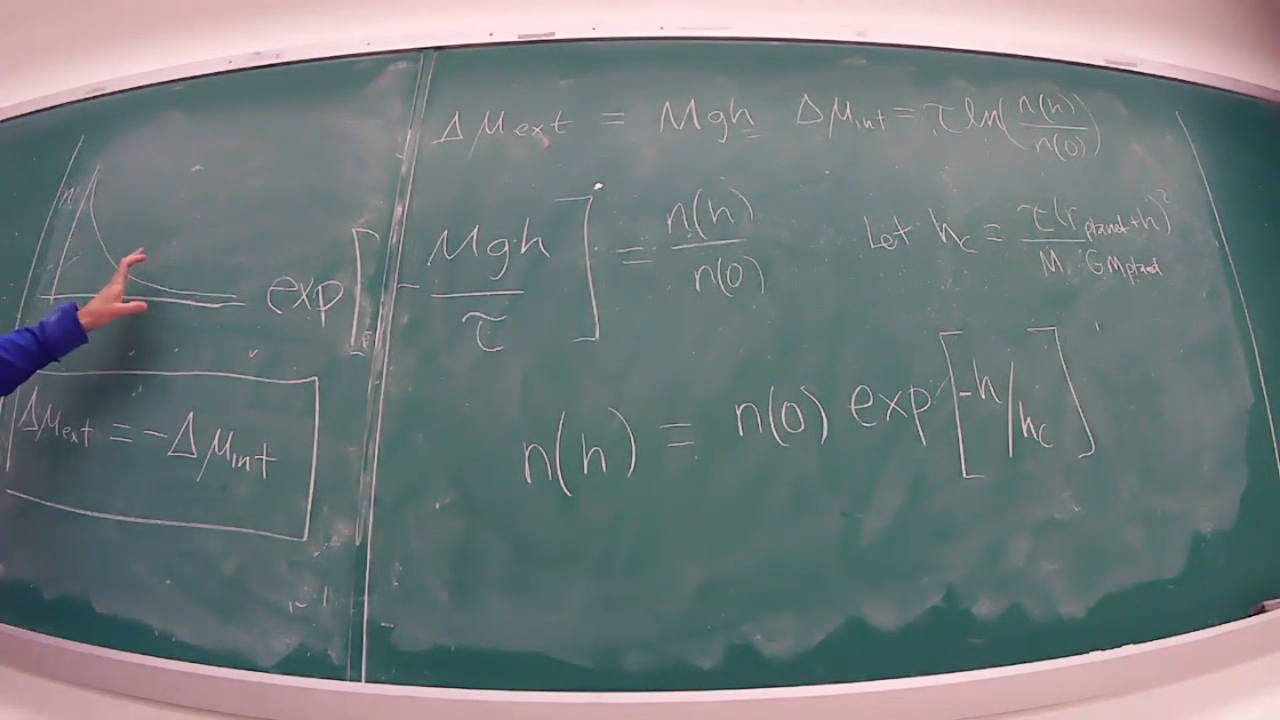 Δμext = Mgh Δμint = τ ln(n(h)/n(0))
n
exp[-Mgh/τ] = n(h)/n(0)
Let hc = τ(rplanet+h)²/M GMplanet
Δμext = -Δμint
n(h) = n(0) exp[-h/hc]